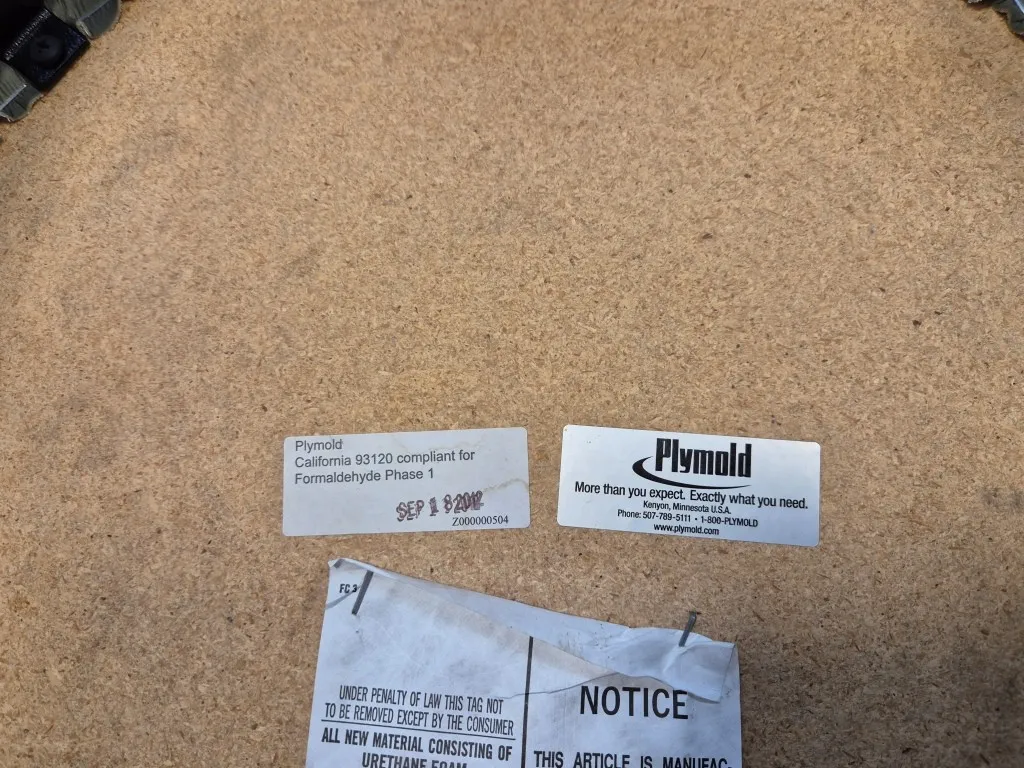 Plymold
California 93120 compliant for
Formaldehyde Phase 1
SEP 1 8 2012
Z000000504
Plymold
More than you expect. Exactly what you need.
Kenyon, Minnesota U.S.A.
Phone: 507-789-5111 • 1-800-PLYMOLD
www.plymold.com
FC 3
UNDER PENALTY OF LAW THIS TAG NOT
TO BE REMOVED EXCEPT BY THE CONSUMER
ALL NEW MATERIAL CONSISTING OF
URETHANE FOAM
NOTICE
THIS ARTICLE IS MANUFAC-